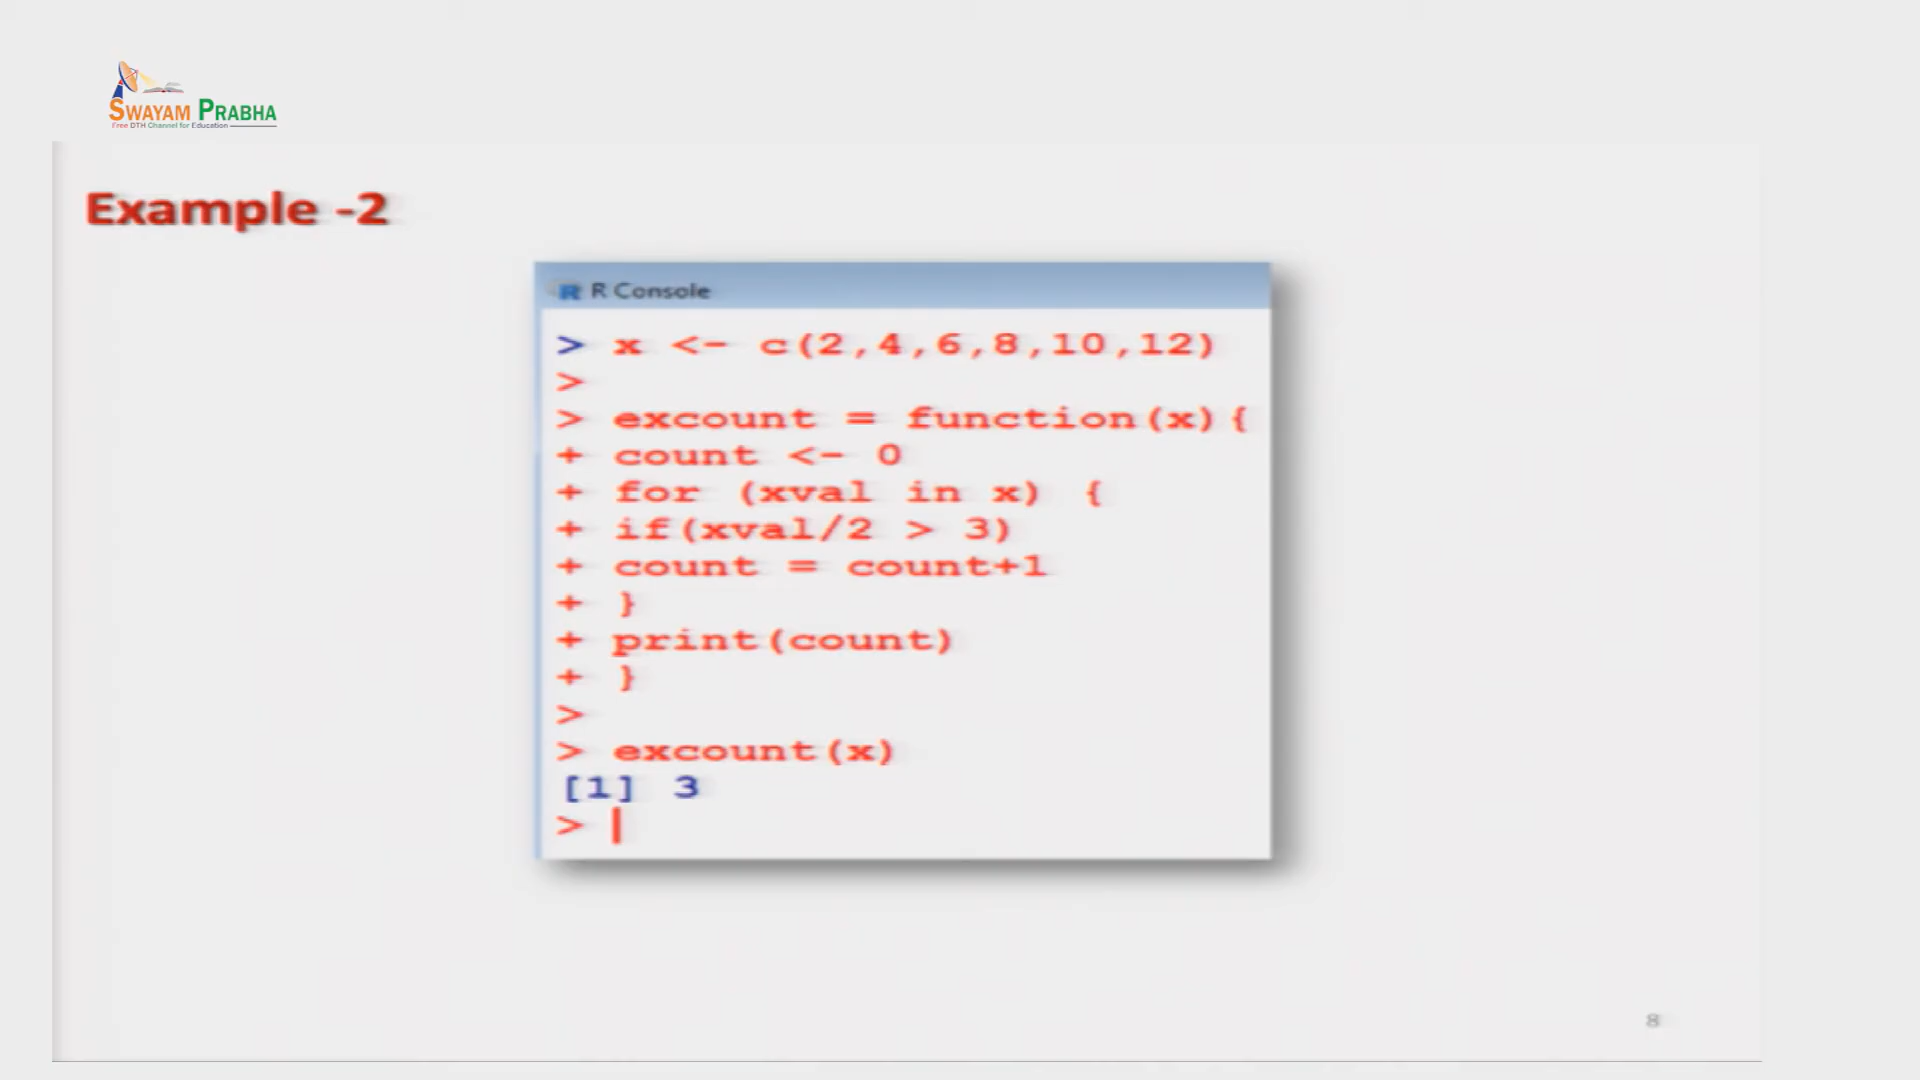 SWAYAM PRABHA
Free DTH Channel for Education
Example -2
R Console
> x <- c(2,4,6,8,10,12)
>
> excount = function(x){
+ count <- 0
+ for (xval in x) {
+ if(xval/2 > 3)
+ count = count+1
+ }
+ print(count)
+ }
>
> excount(x)
[1] 3
>
8